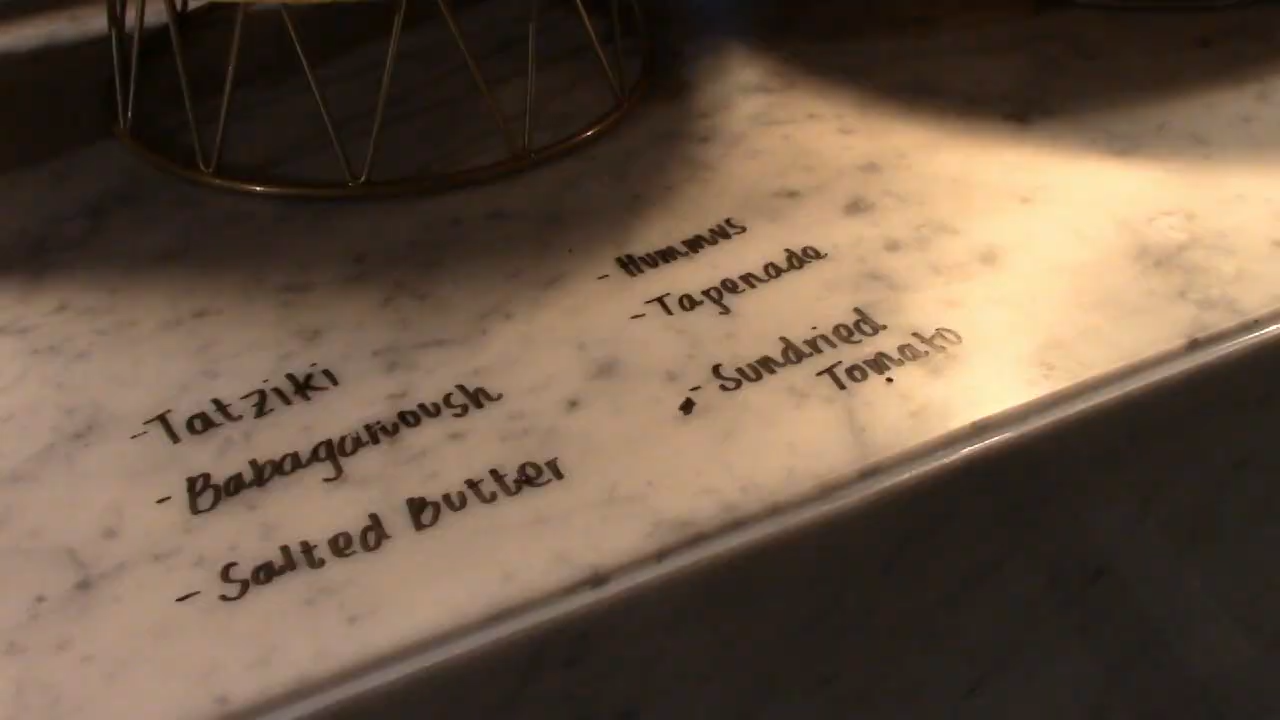 - Tatziki
- Babaganoush
- Salted Butter
- Hummus
- Tapenade
- Sundried
Tomato